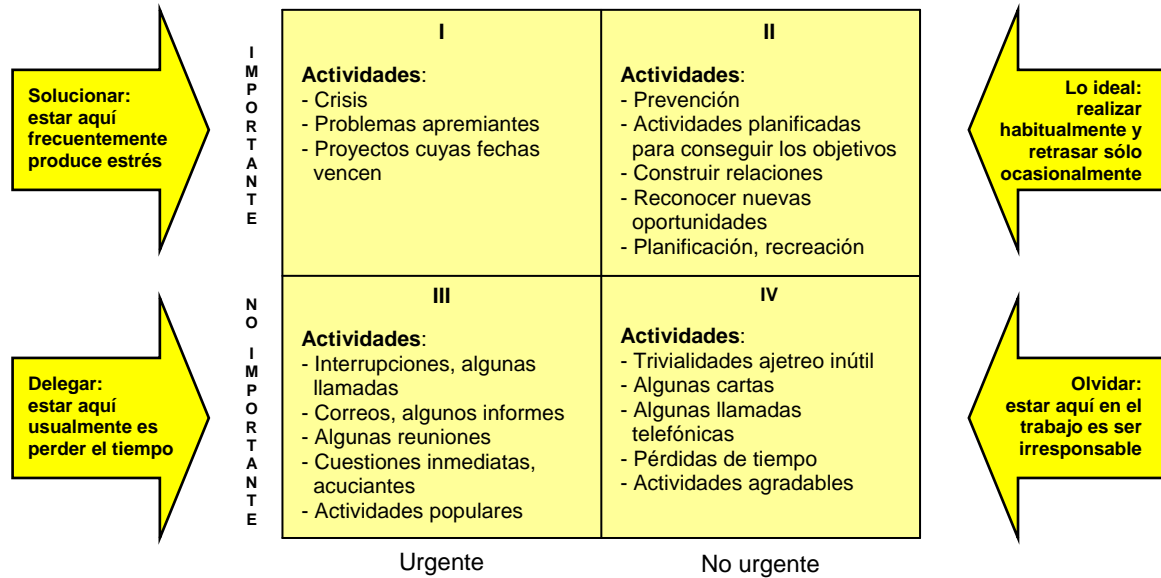 Solucionar:
estar aquí
frecuentemente
produce estrés
IMPORTANTE
I
Actividades:
- Crisis
- Problemas apremiantes
- Proyectos cuyas fechas
vencen
II
Actividades:
- Prevención
- Actividades planificadas
para conseguir los objetivos
- Construir relaciones
- Reconocer nuevas
oportunidades
- Planificación, recreación
Lo ideal:
realizar
habitualmente y
retrasar sólo
ocasionalmente
Delegar:
estar aquí
usualmente es
perder el tiempo
NO IMPORTANTE
III
Actividades:
- Interrupciones, algunas
llamadas
- Correos, algunos informes
- Algunas reuniones
- Cuestiones inmediatas,
acuciantes
- Actividades populares
IV
Actividades:
- Trivialidades ajetreo inútil
- Algunas cartas
- Algunas llamadas
telefónicas
- Pérdidas de tiempo
- Actividades agradables
Olvidar:
estar aquí en el
trabajo es ser
irresponsable
Urgente
No urgente